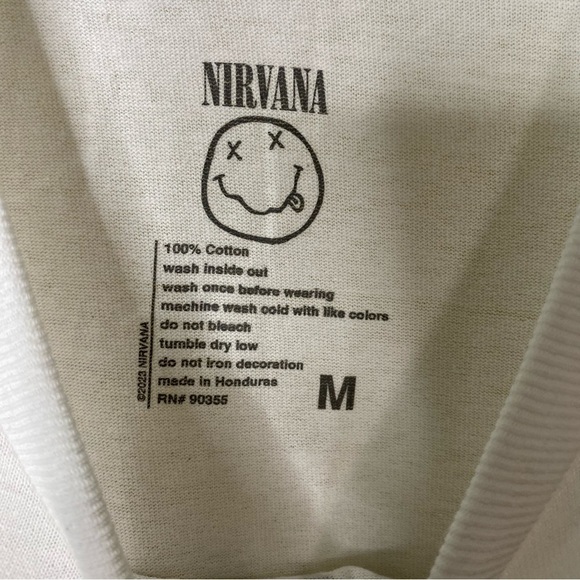 NIRVANA
100% Cotton
wash inside out
wash once before wearing
machine wash cold with like colors
do not bleach
tumble dry low
do not iron decoration
made in Honduras
RN# 90355
©2023 NIRVANA
M